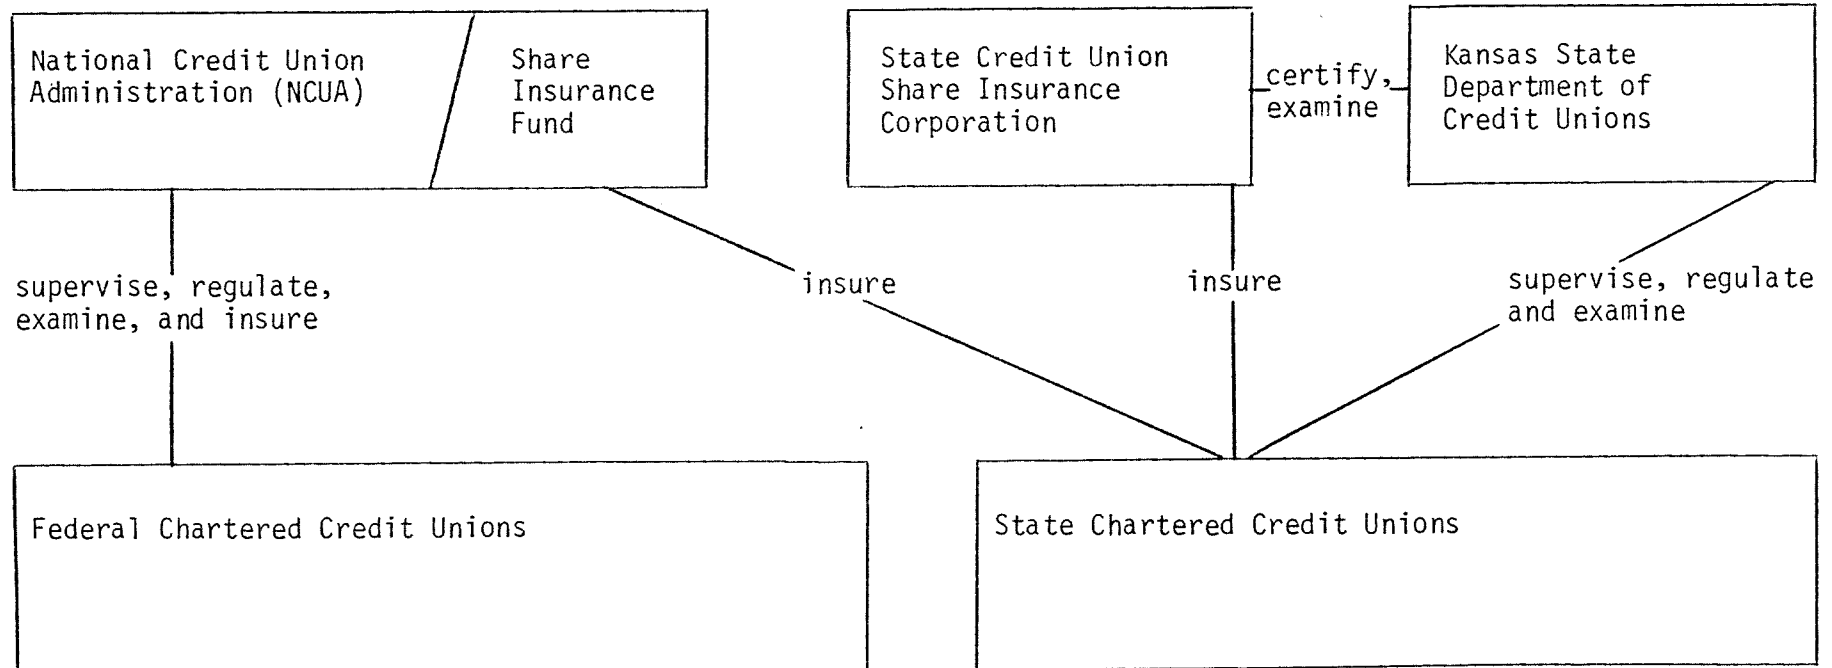 National Credit Union
Administration (NCUA)
Share
Insurance
Fund
State Credit Union
Share Insurance
Corporation
certify,
examine
Kansas State
Department of
Credit Unions
supervise, regulate,
examine, and insure
insure
insure
supervise, regulate
and examine
Federal Chartered Credit Unions
State Chartered Credit Unions